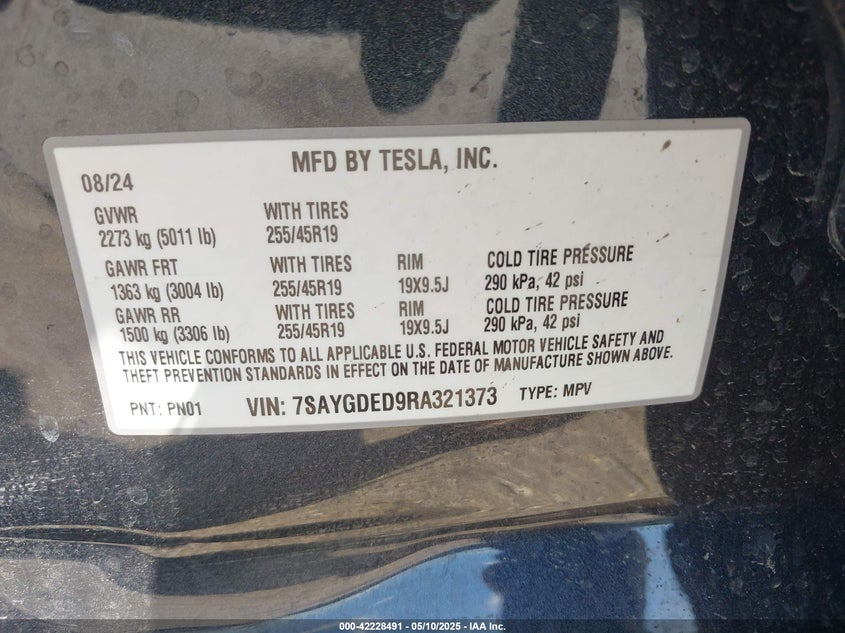 MFD BY TESLA, INC.
08/24
GVWR WITH TIRES
2273 kg (5011 lb) 255/45R19
GAWR FRT WITH TIRES RIM COLD TIRE PRESSURE
1363 kg (3004 lb) 255/45R19 19X9.5J 290 kPa, 42 psi
GAWR RR WITH TIRES RIM COLD TIRE PRESSURE
1500 kg (3306 lb) 255/45R19 19X9.5J 290 kPa, 42 psi
THIS VEHICLE CONFORMS TO ALL APPLICABLE U.S. FEDERAL MOTOR VEHICLE SAFETY AND
THEFT PREVENTION STANDARDS IN EFFECT ON THE DATE OF MANUFACTURE SHOWN ABOVE.
PNT: PN01 VIN: 7SAYGDED9RA321373 TYPE: MPV
000-42228491 — 05/10/2025 — IAA Inc.